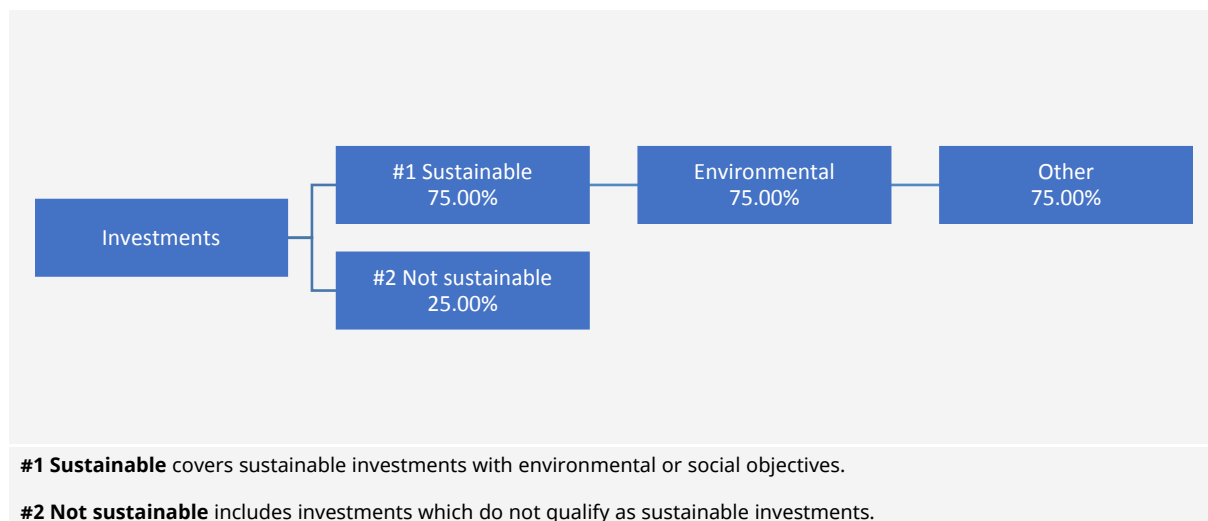 #1 Sustainable
75.00%
Environmental
75.00%
Other
75.00%
Investments
#2 Not sustainable
25.00%
#1 Sustainable covers sustainable investments with environmental or social objectives.
#2 Not sustainable includes investments which do not qualify as sustainable investments.